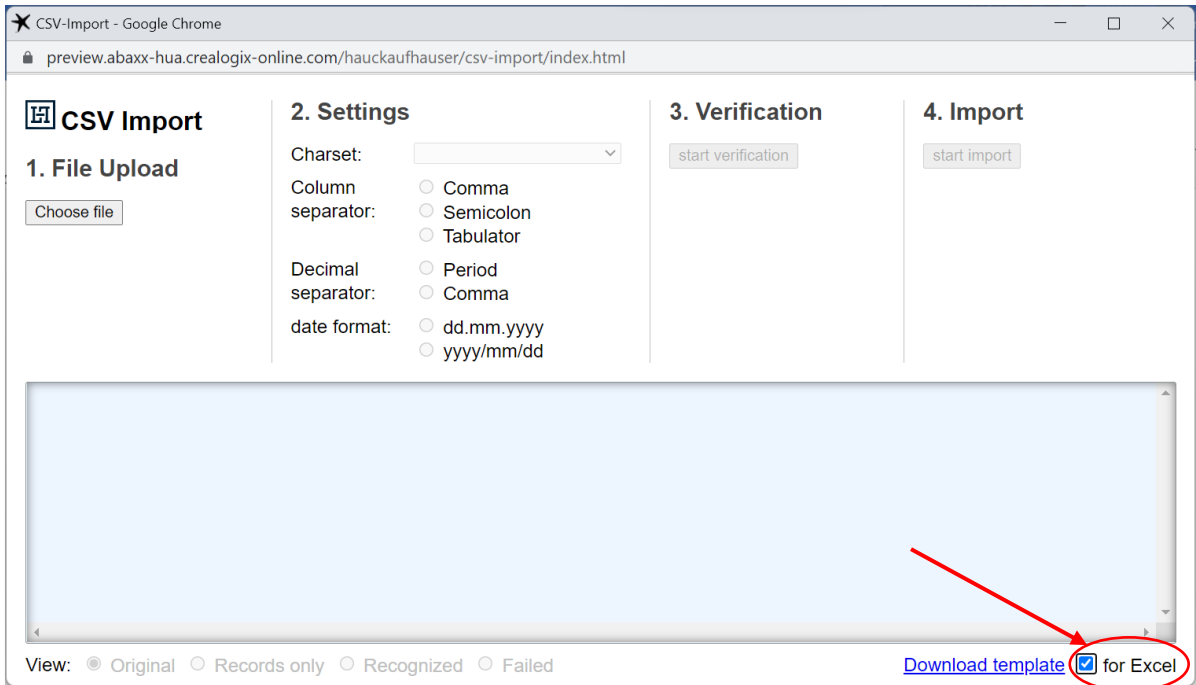 CSV-Import - Google Chrome
preview.abaxx-hua.crealogix-online.com/hauckaufhauser/csv-import/index.html
CSV Import
1. File Upload
Choose file
2. Settings
Charset:
Column
separator:
Comma
Semicolon
Tabulator
Decimal
separator:
Period
Comma
date format:
dd.mm.yyyy
yyyy/mm/dd
3. Verification
start verification
4. Import
start import
View: Original Records only Recognized Failed
Download template for Excel